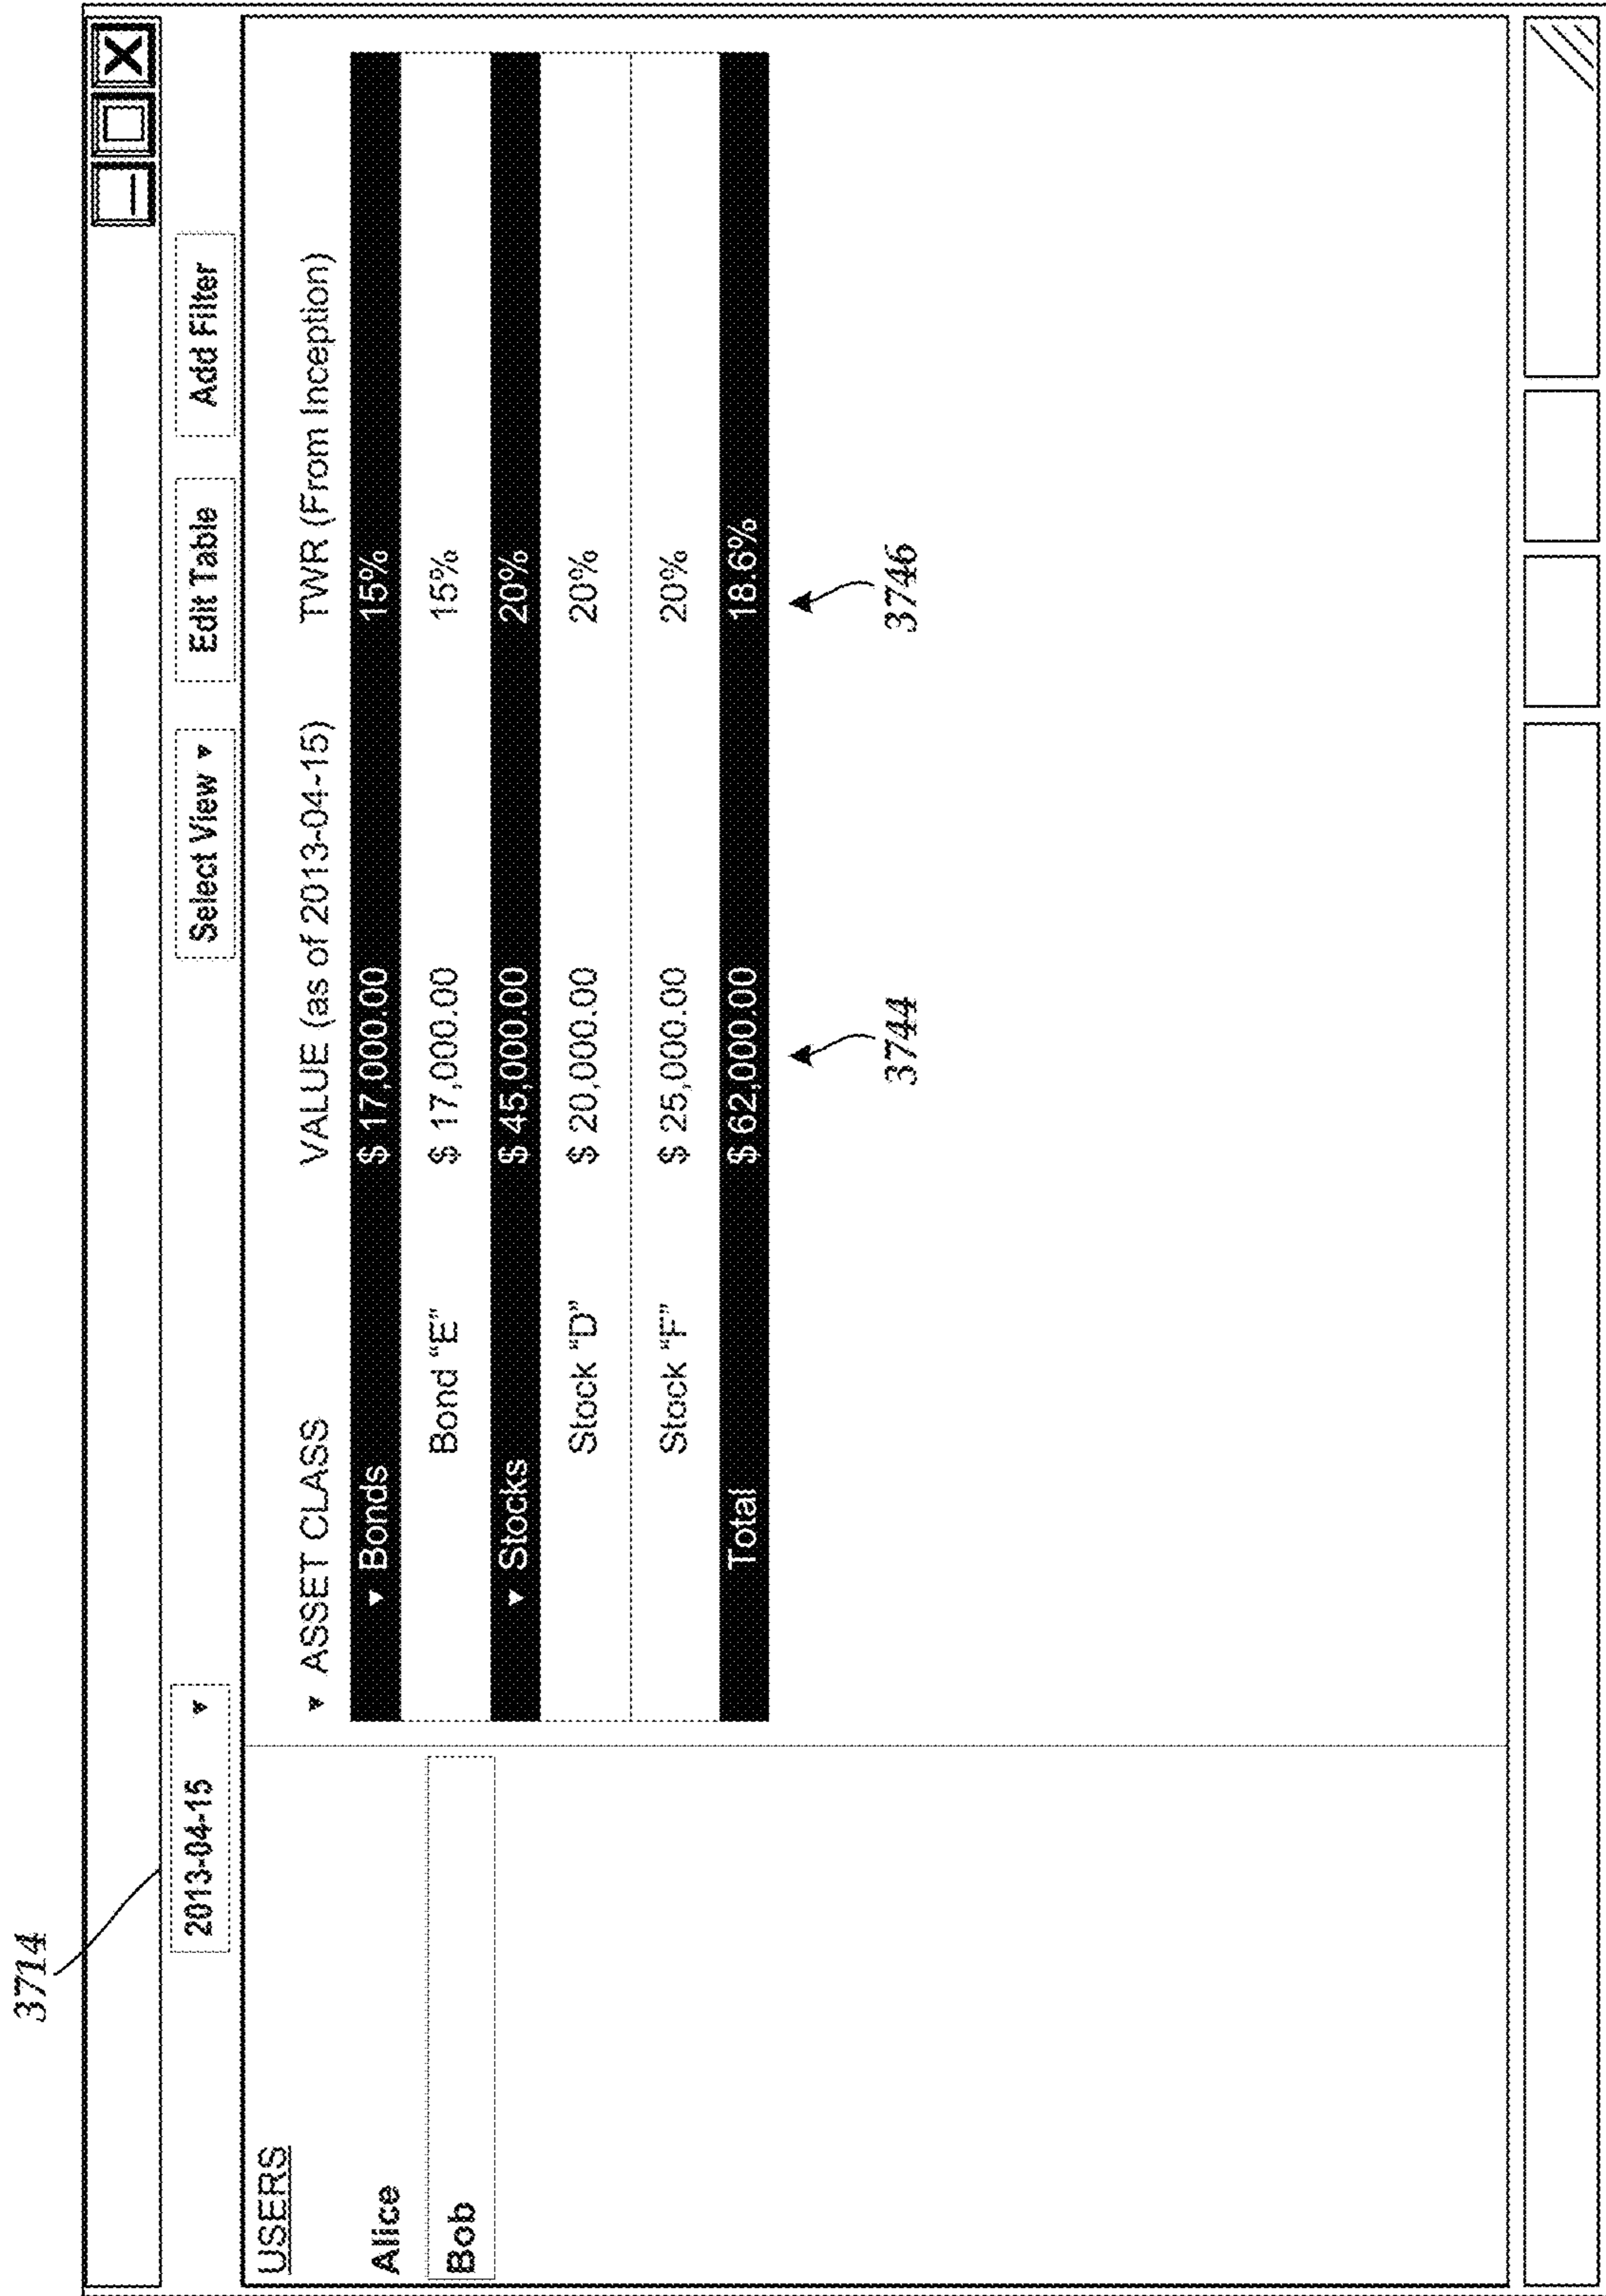 3714
2013-04-15 ▼ Select View ▼ Edit Table Add Filter
USERS
Alice
Bob
▼ ASSET CLASS VALUE (as of 2013-04-15) TWR (From Inception)
▼ Bonds $ 17,000.00 15%
Bond “E” $ 17,000.00 15%
▼ Stocks $ 45,000.00 20%
Stock “D” $ 20,000.00 20%
Stock “F” $ 25,000.00 20%
Total $ 62,000.00 18.6%
3744 3746